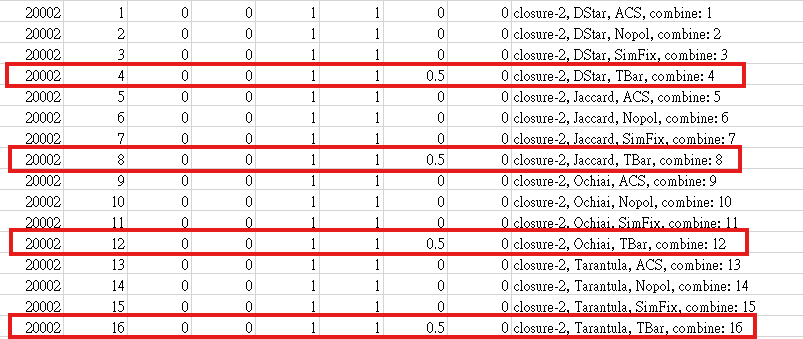 20002 1 0 0 1 1 0 0 closure-2, DStar, ACS, combine: 1
20002 2 0 0 1 1 0 0 closure-2, DStar, Nopol, combine: 2
20002 3 0 0 1 1 0 0 closure-2, DStar, SimFix, combine: 3
20002 4 0 0 1 1 0.5 0 closure-2, DStar, TBar, combine: 4
20002 5 0 0 1 1 0 0 closure-2, Jaccard, ACS, combine: 5
20002 6 0 0 1 1 0 0 closure-2, Jaccard, Nopol, combine: 6
20002 7 0 0 1 1 0 0 closure-2, Jaccard, SimFix, combine: 7
20002 8 0 0 1 1 0.5 0 closure-2, Jaccard, TBar, combine: 8
20002 9 0 0 1 1 0 0 closure-2, Ochiai, ACS, combine: 9
20002 10 0 0 1 1 0 0 closure-2, Ochiai, Nopol, combine: 10
20002 11 0 0 1 1 0 0 closure-2, Ochiai, SimFix, combine: 11
20002 12 0 0 1 1 0.5 0 closure-2, Ochiai, TBar, combine: 12
20002 13 0 0 1 1 0 0 closure-2, Tarantula, ACS, combine: 13
20002 14 0 0 1 1 0 0 closure-2, Tarantula, Nopol, combine: 14
20002 15 0 0 1 1 0 0 closure-2, Tarantula, SimFix, combine: 15
20002 16 0 0 1 1 0.5 0 closure-2, Tarantula, TBar, combine: 16